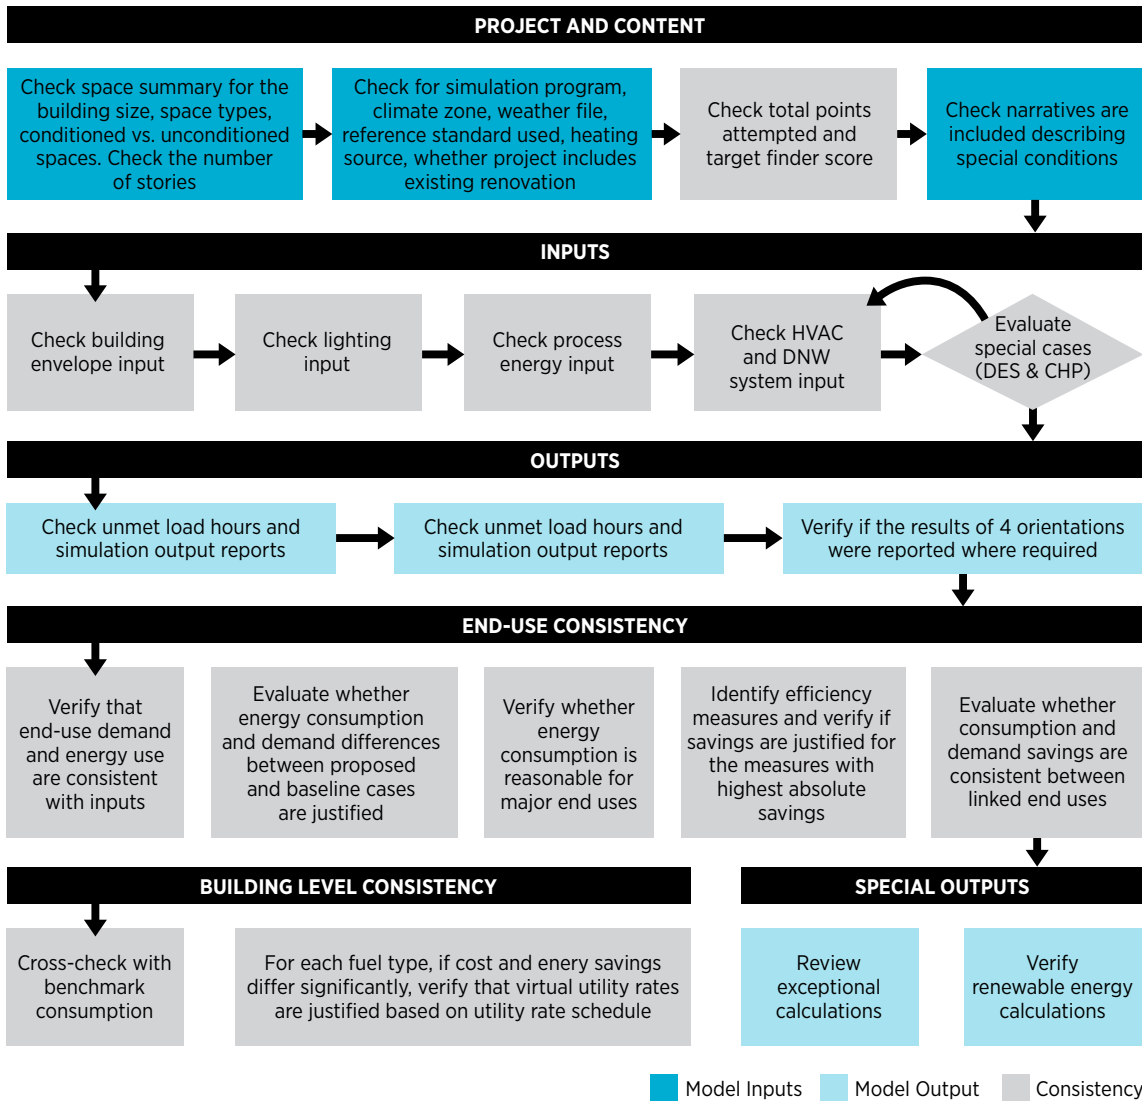 PROJECT AND CONTENT
Check space summary for the
building size, space types,
conditioned vs. unconditioned
spaces. Check the number
of stories
Check for simulation program,
climate zone, weather file,
reference standard used, heating
source, whether project includes
existing renovation
Check total points
attempted and
target finder score
Check narratives are
included describing
special conditions
INPUTS
Check building
envelope input
Check lighting
input
Check process
energy input
Check HVAC
and DNW
system input
Evaluate
special cases
(DES & CHP)
OUTPUTS
Check unmet load hours and
simulation output reports
Check unmet load hours and
simulation output reports
Verify if the results of 4 orientations
were reported where required
END-USE CONSISTENCY
Verify that
end-use demand
and energy use
are consistent
with inputs
Evaluate whether
energy consumption
and demand differences
between proposed
and baseline cases
are justified
Verify whether
energy
consumption is
reasonable for
major end uses
Identify efficiency
measures and verify if
savings are justified for
the measures with
highest absolute
savings
Evaluate whether
consumption and
demand savings are
consistent between
linked end uses
BUILDING LEVEL CONSISTENCY
Cross-check with
benchmark
consumption
For each fuel type, if cost and enery savings
differ significantly, verify that virtual utility rates
are justified based on utility rate schedule
SPECIAL OUTPUTS
Review
exceptional
calculations
Verify
renewable energy
calculations
Model Inputs
Model Output
Consistency